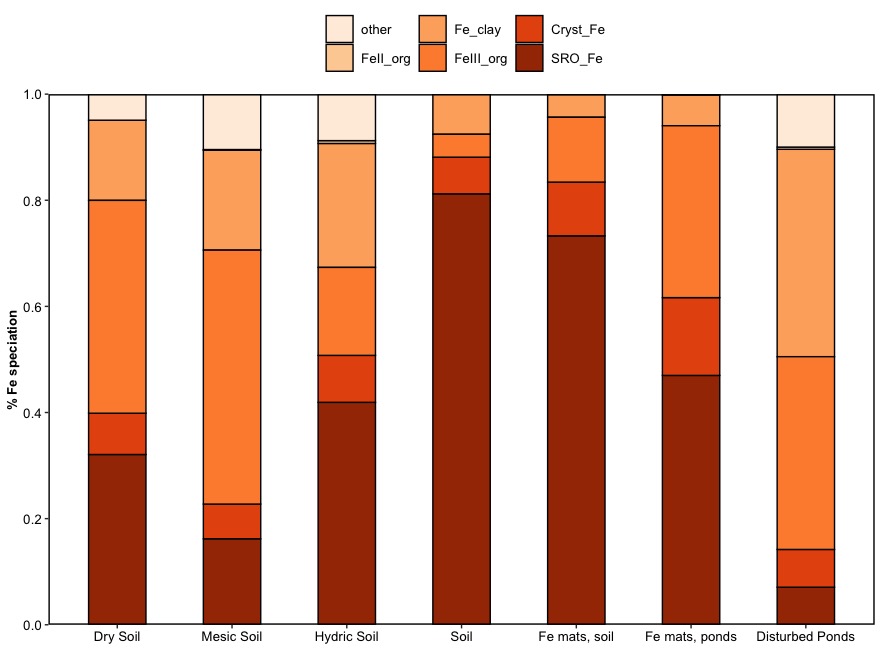 other Fe_clay Cryst_Fe
FeII_org FeIII_org SRO_Fe
% Fe speciation
1.0
0.8
0.6
0.4
0.2
0.0
Dry Soil Mesic Soil Hydric Soil Soil Fe mats, soil Fe mats, ponds Disturbed Ponds